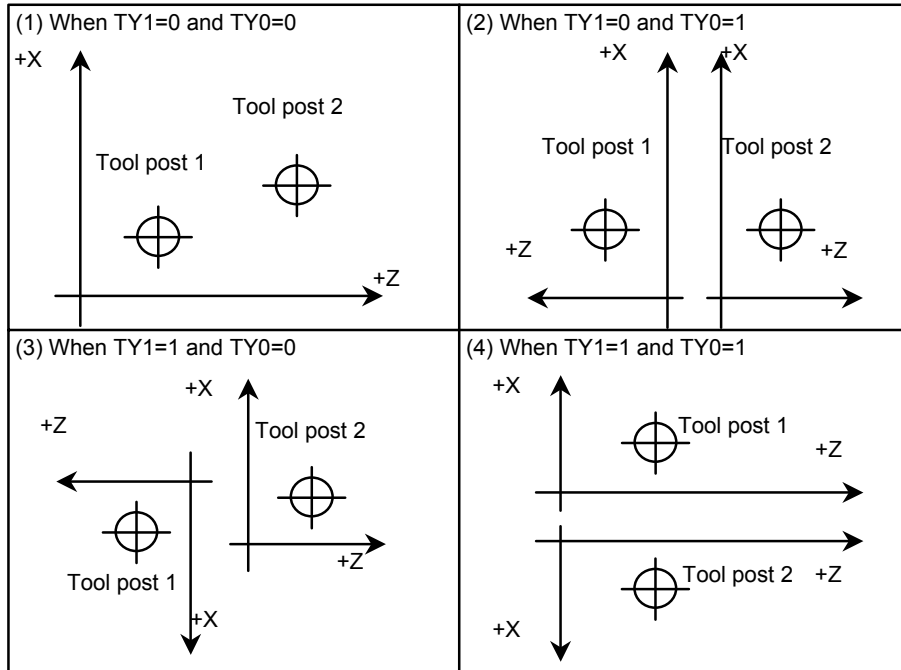 (1) When TY1=0 and TY0=0
+X
Tool post 2
Tool post 1
+Z
(2) When TY1=0 and TY0=1
+X
+X
Tool post 1
Tool post 2
+Z
+Z
(3) When TY1=1 and TY0=0
+X
+Z
Tool post 2
+Z
Tool post 1
+X
(4) When TY1=1 and TY0=1
+X
Tool post 1
+Z
Tool post 2
+Z
+X